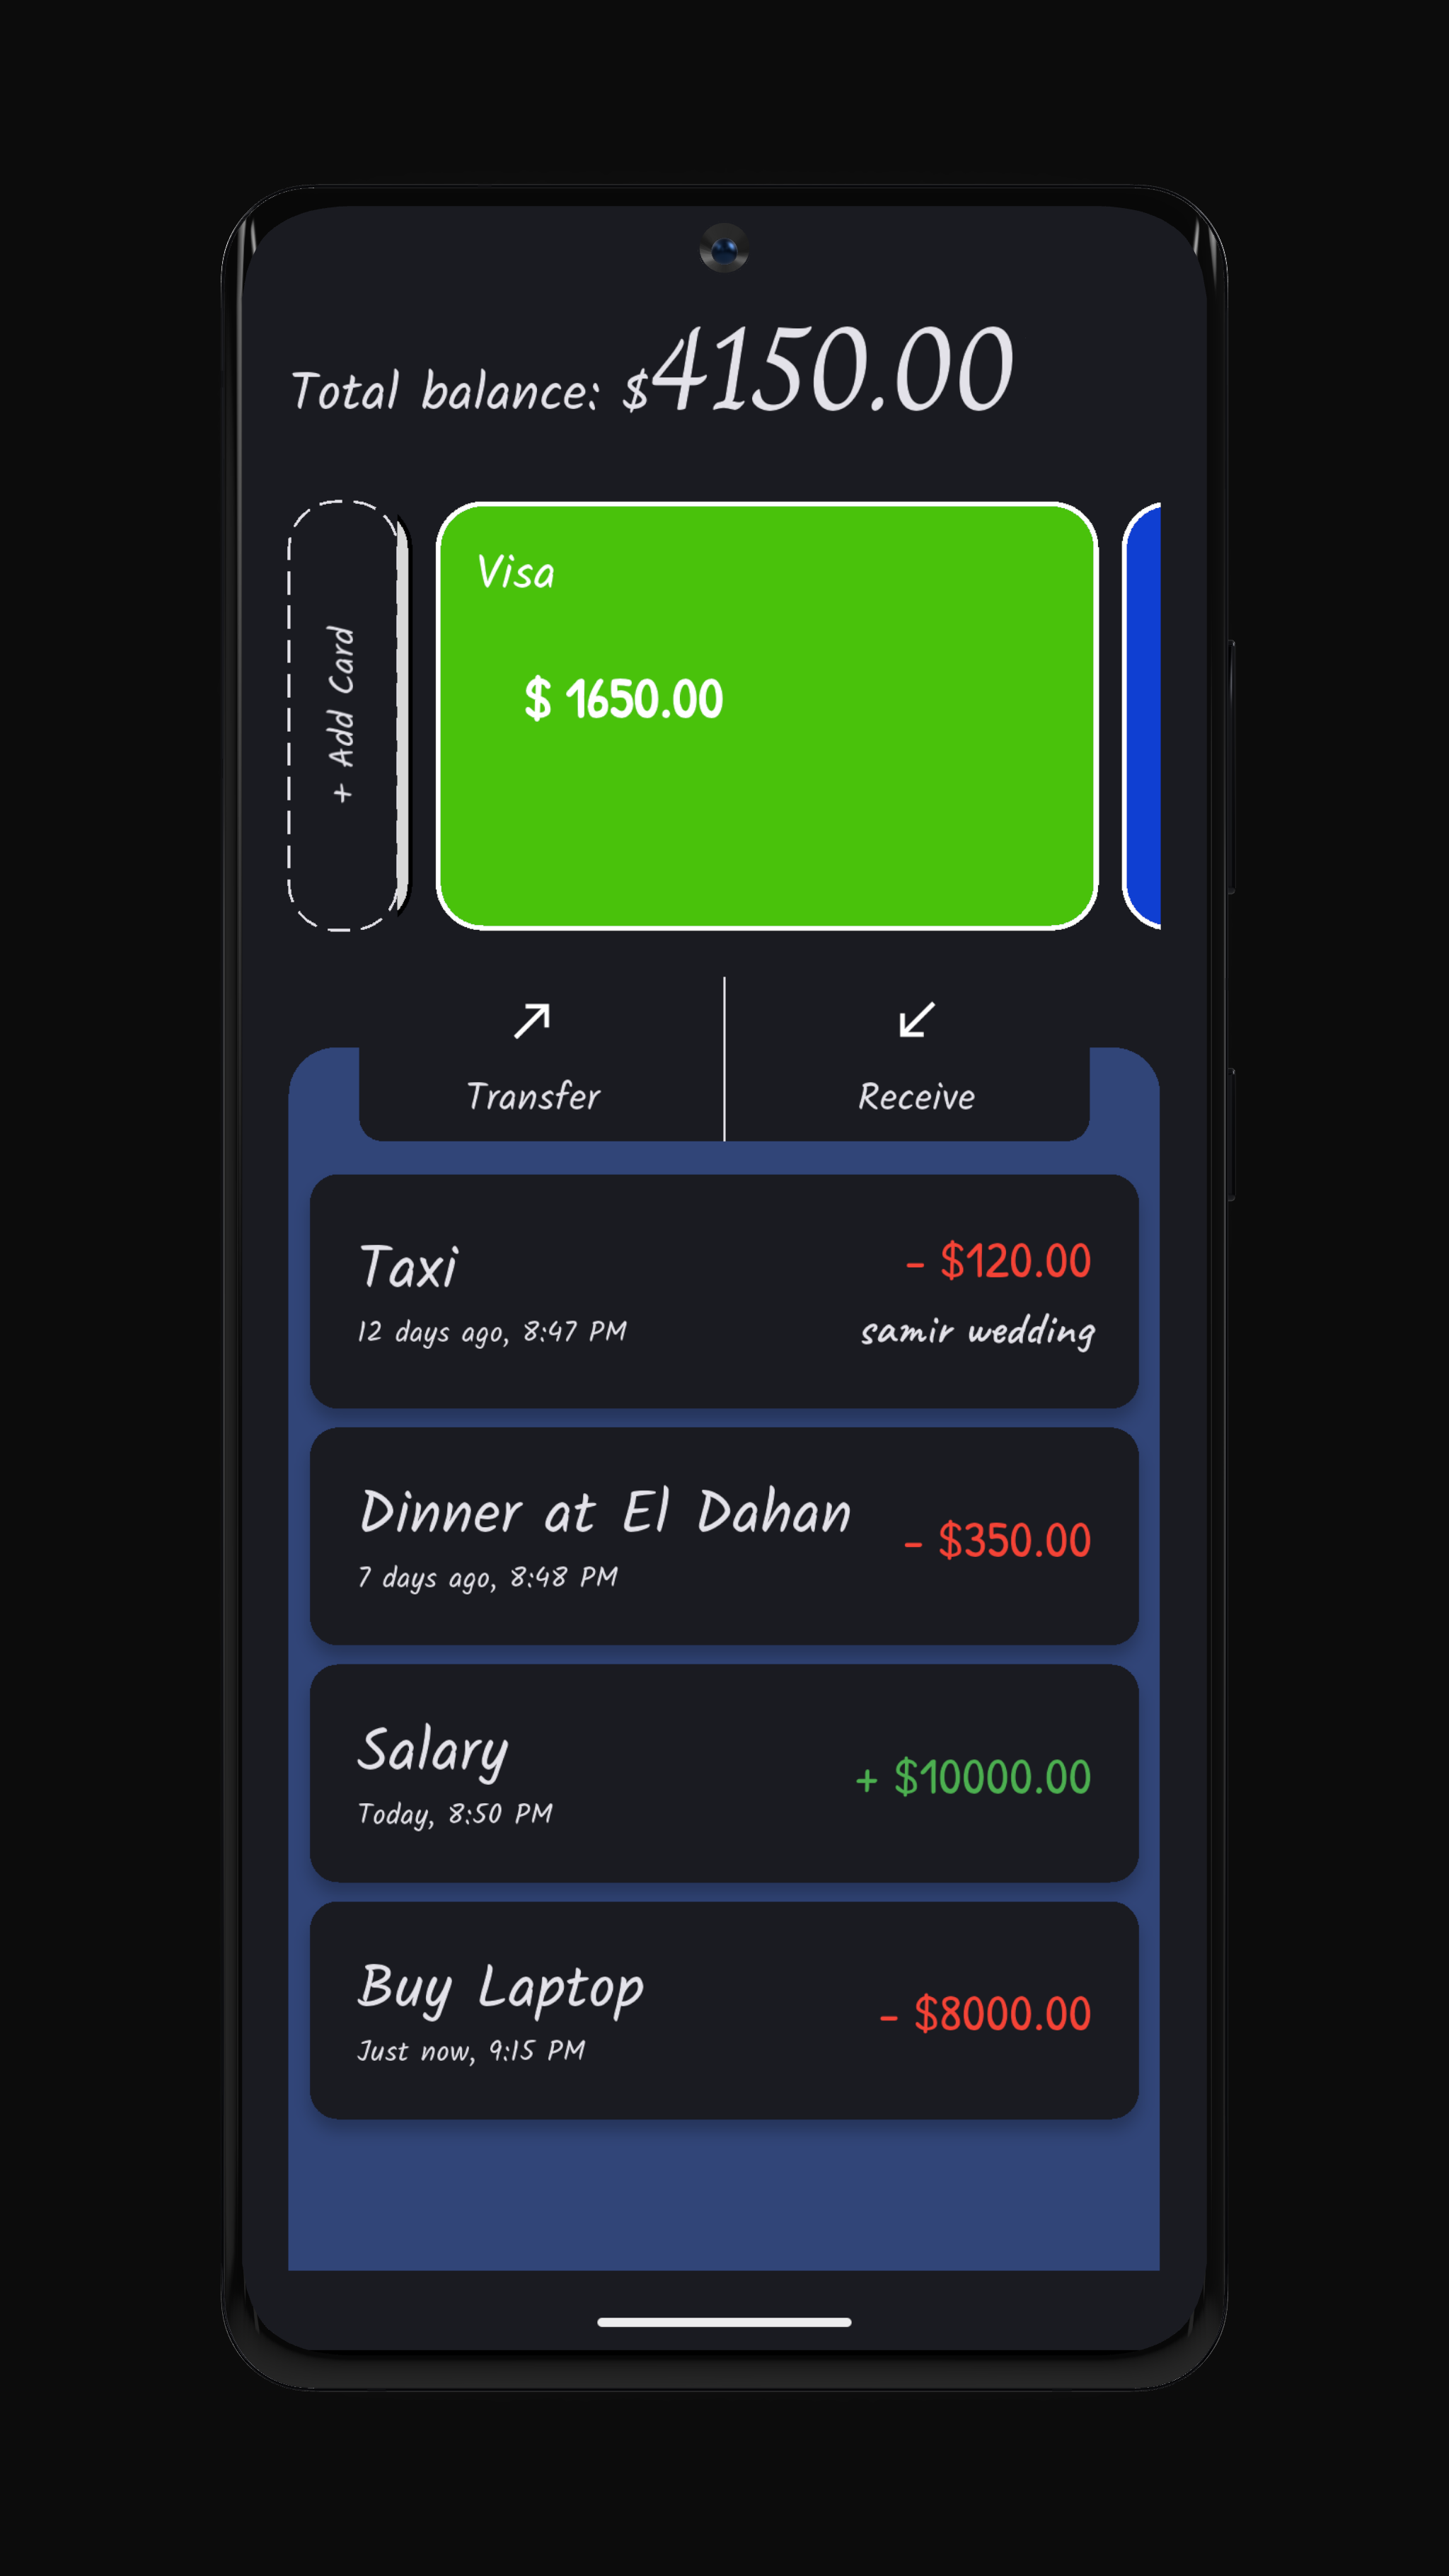 Total balance: $4150.00
+ Add Card
Visa
$ 1650.00
Transfer
Receive
Taxi
- $120.00
12 days ago, 8:47 PM
samir wedding
Dinner at El Dahan
- $350.00
7 days ago, 8:48 PM
Salary
+ $10000.00
Today, 8:50 PM
Buy Laptop
- $8000.00
Just now, 9:15 PM